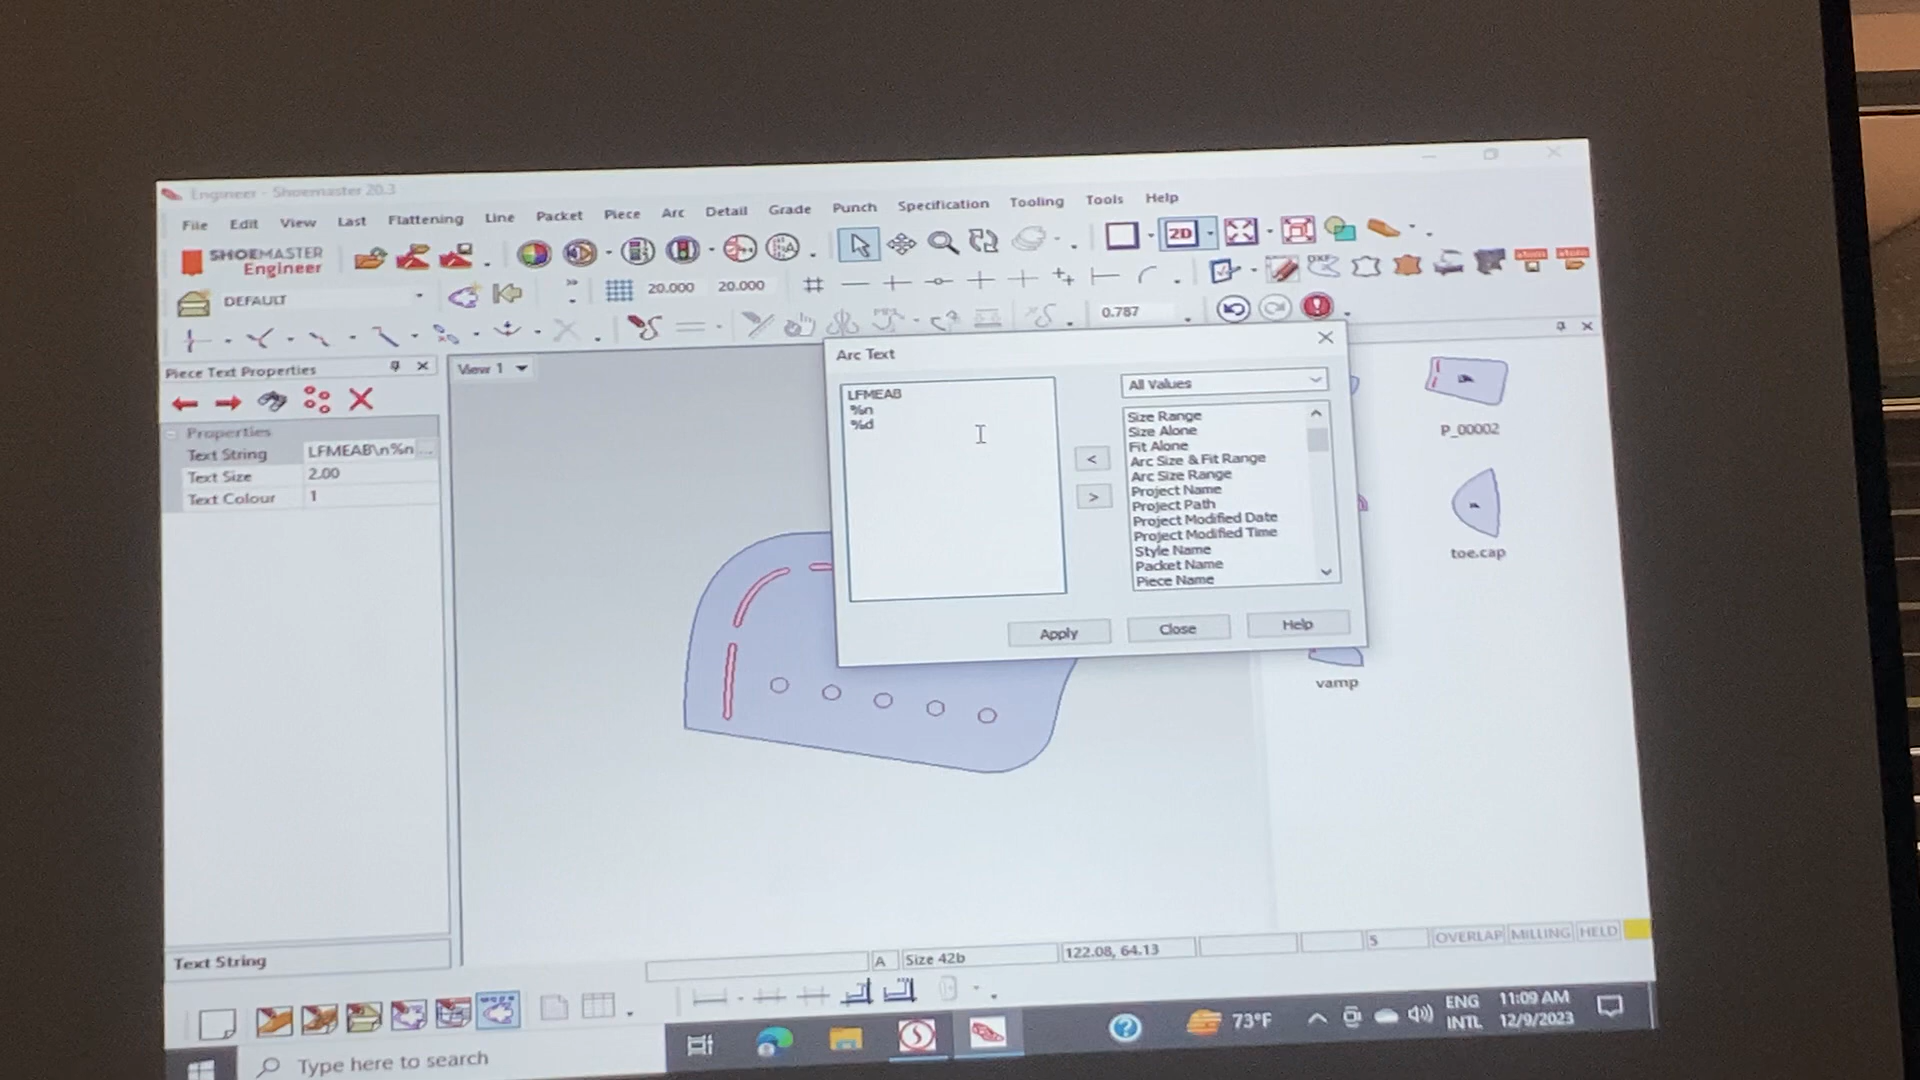 Engineer - Shoemaster 20.3
File Edit View Last Flattening Line Packet Piece Arc Detail Grade Punch Specification Tooling Tools Help
SHOEMASTER
Engineer
2D
DEFAULT
20.000 20.000
DXF
0.787
Piece Text Properties
View 1
Properties
Text String LFMEAB\n%n ...
Text Size 2.00
Text Colour 1
Arc Text
LFMEAB
%n
%d
All Values
Size Range
Size Alone
Fit Alone
Arc Size & Fit Range
Arc Size Range
Project Name
Project Path
Project Modified Date
Project Modified Time
Style Name
Packet Name
Piece Name
<
>
Apply Close Help
P_00002
toe.cap
vamp
Text String
A Size 42b 122.08, 64.13 S OVERLAP MILLING HELD
Type here to search
73°F
ENG
INTL
11:09 AM
12/9/2023